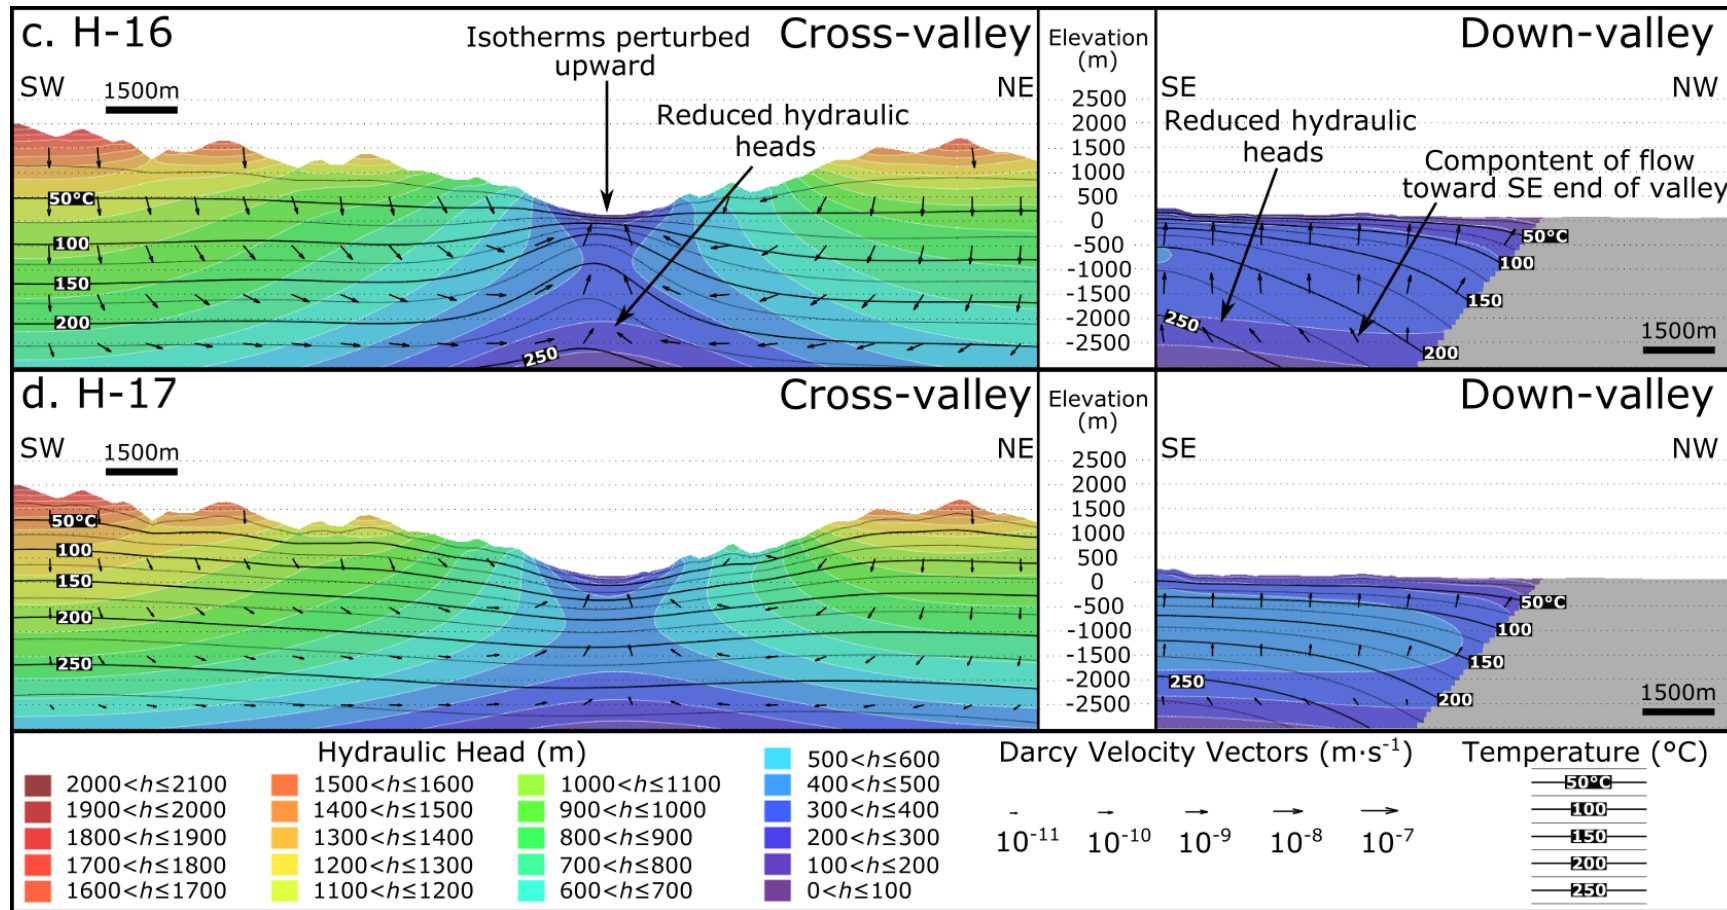 c. H-16
Cross-valley
Isotherms perturbed
upward
SW
1500m
NE
Reduced hydraulic
heads
50°C
100
150
200
250
Elevation
(m)
2500
2000
1500
1000
500
0
-500
-1000
-1500
-2000
-2500
Down-valley
SE
NW
Reduced hydraulic
heads
Compontent of flow
toward SE end of valley
50°C
100
150
200
250
1500m
d. H-17
Cross-valley
SW
1500m
NE
50°C
100
150
200
250
Elevation
(m)
2500
2000
1500
1000
500
0
-500
-1000
-1500
-2000
-2500
Down-valley
SE
NW
50°C
100
150
200
250
1500m
Hydraulic Head (m)
2000<h≤2100
1900<h≤2000
1800<h≤1900
1700<h≤1800
1600<h≤1700
1500<h≤1600
1400<h≤1500
1300<h≤1400
1200<h≤1300
1100<h≤1200
1000<h≤1100
900<h≤1000
800<h≤900
700<h≤800
600<h≤700
500<h≤600
400<h≤500
300<h≤400
200<h≤300
100<h≤200
0<h≤100
Darcy Velocity Vectors (m·s⁻¹)
10⁻¹¹ 10⁻¹⁰ 10⁻⁹ 10⁻⁸ 10⁻⁷
Temperature (°C)
50°C
100
150
200
250